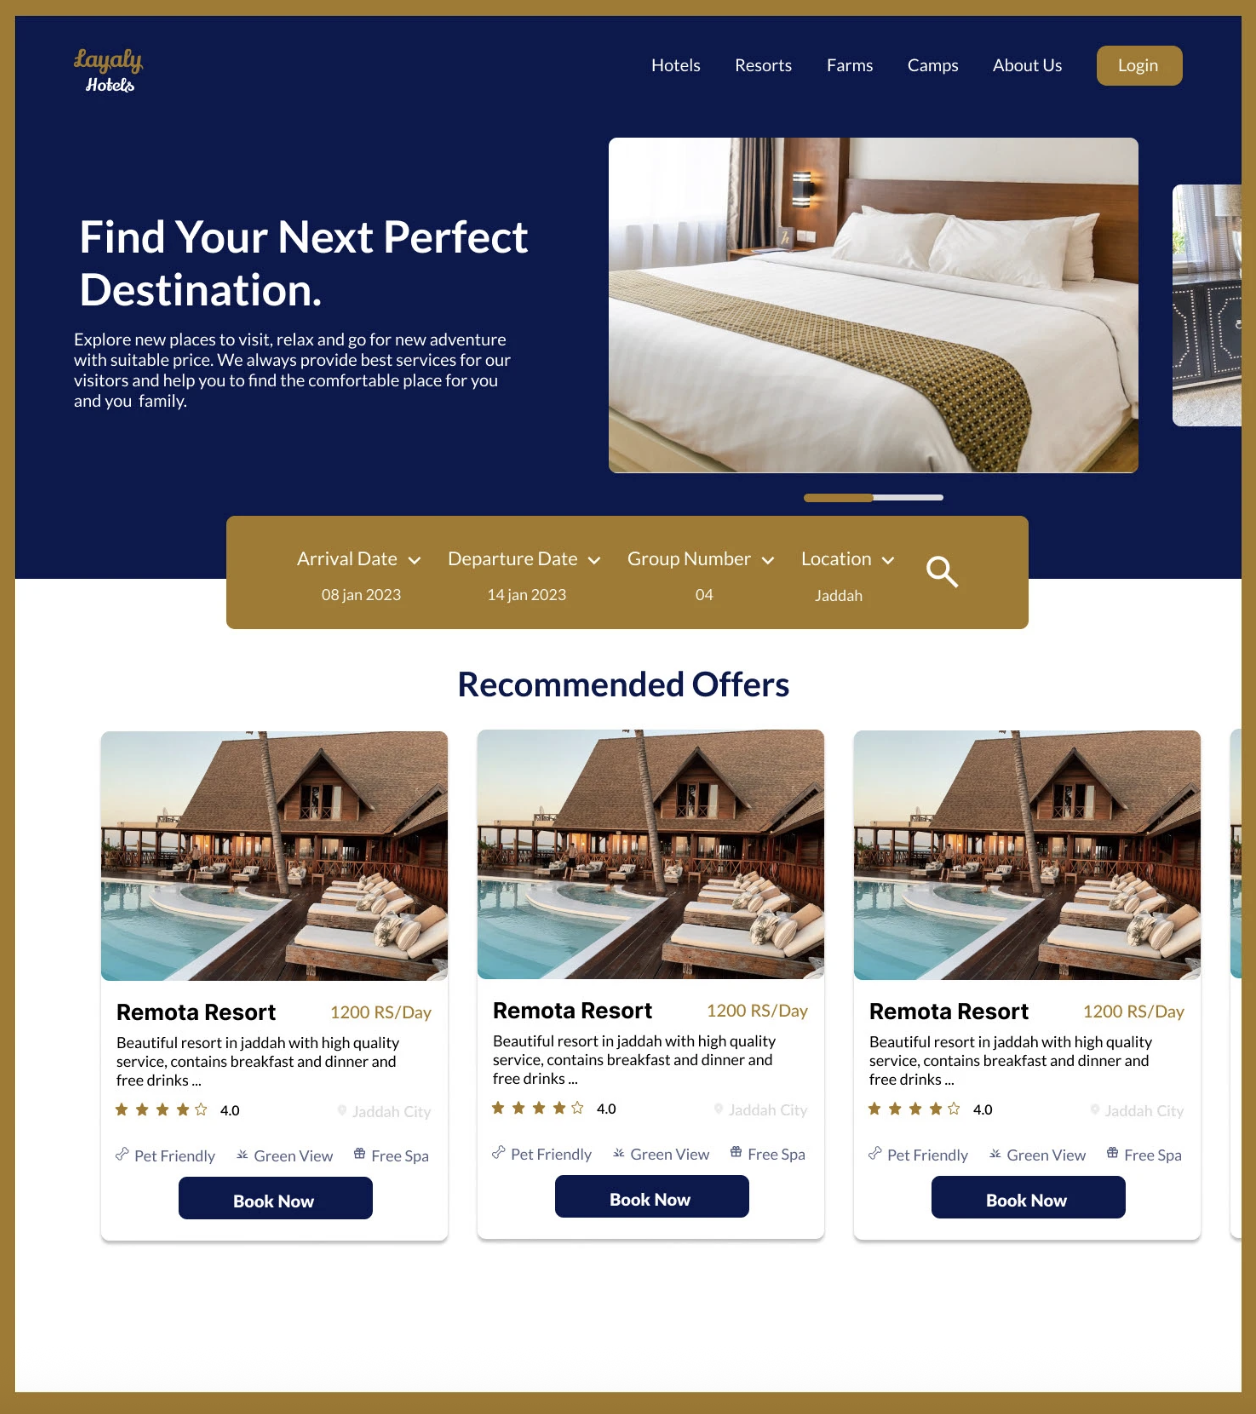 Layaly
Hotels
Hotels Resorts Farms Camps About Us Login
Find Your Next Perfect
Destination.
Explore new places to visit, relax and go for new adventure
with suitable price. We always provide best services for our
visitors and help you to find the comfortable place for you
and you family.
Arrival Date Departure Date Group Number Location
08 jan 2023 14 jan 2023 04 Jaddah
Recommended Offers
Remota Resort 1200 RS/Day
Beautiful resort in jaddah with high quality
service, contains breakfast and dinner and
free drinks ...
4.0 Jaddah City
Pet Friendly Green View Free Spa
Book Now
Remota Resort 1200 RS/Day
Beautiful resort in jaddah with high quality
service, contains breakfast and dinner and
free drinks ...
4.0 Jaddah City
Pet Friendly Green View Free Spa
Book Now
Remota Resort 1200 RS/Day
Beautiful resort in jaddah with high quality
service, contains breakfast and dinner and
free drinks ...
4.0 Jaddah City
Pet Friendly Green View Free Spa
Book Now